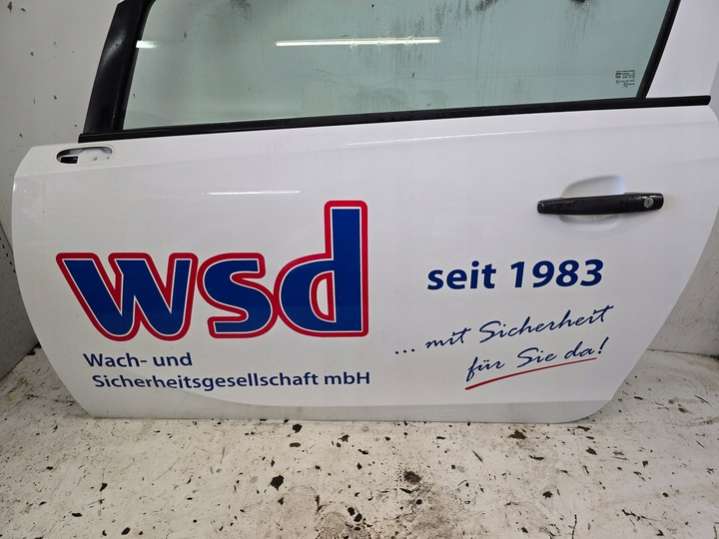 wsd
Wach- und
Sicherheitsgesellschaft mbH
seit 1983
... mit Sicherheit
für Sie da!